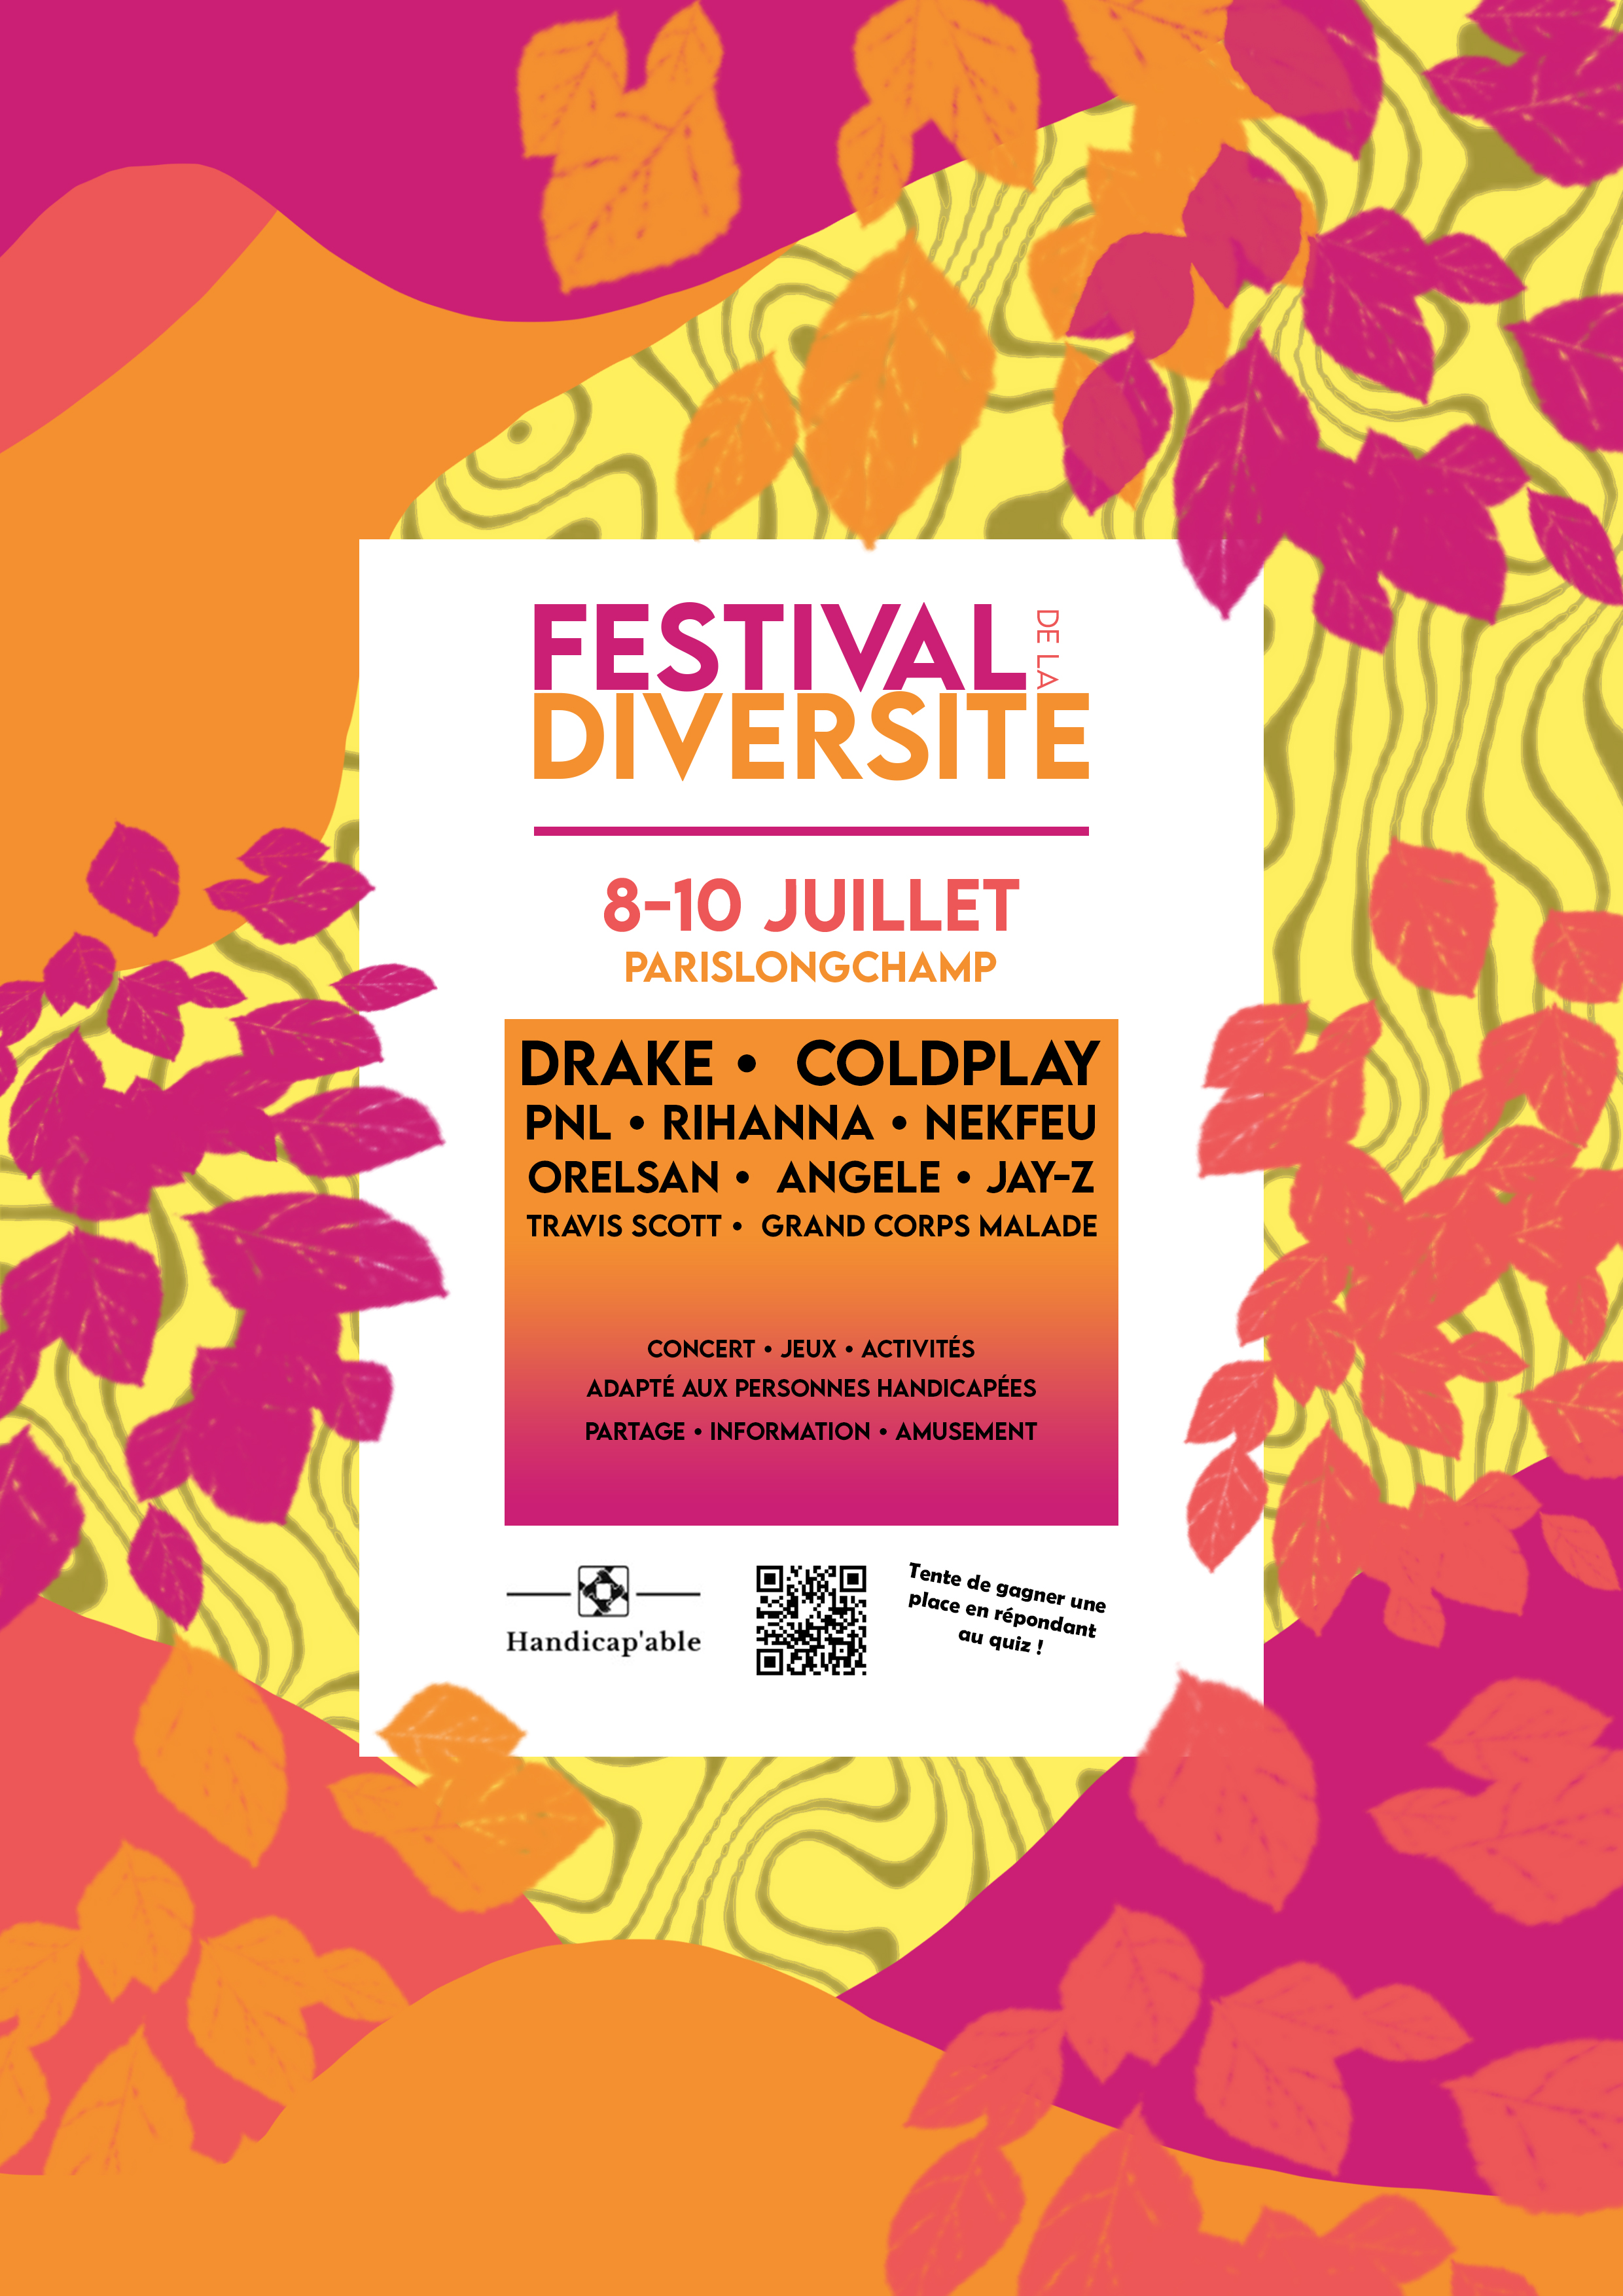 FESTIVAL DE LA
DIVERSITE
8-10 JUILLET
PARISLONGCHAMP
DRAKE • COLDPLAY
PNL • RIHANNA • NEKFEU
ORELSAN • ANGELE • JAY-Z
TRAVIS SCOTT • GRAND CORPS MALADE
CONCERT • JEUX • ACTIVITÉS
ADAPTÉ AUX PERSONNES HANDICAPÉES
PARTAGE • INFORMATION • AMUSEMENT
Handicap'able
Tente de gagner une
place en répondant
au quiz !